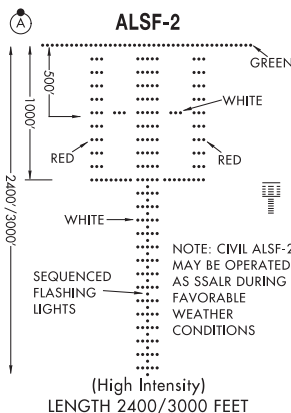 A
ALSF-2
GREEN
500'
1000'
WHITE
RED
RED
2400'/3000'
WHITE
SEQUENCED
FLASHING
LIGHTS
NOTE: CIVIL ALSF-2
MAY BE OPERATED
AS SSALR DURING
FAVORABLE
WEATHER
CONDITIONS
(High Intensity)
LENGTH 2400/3000 FEET